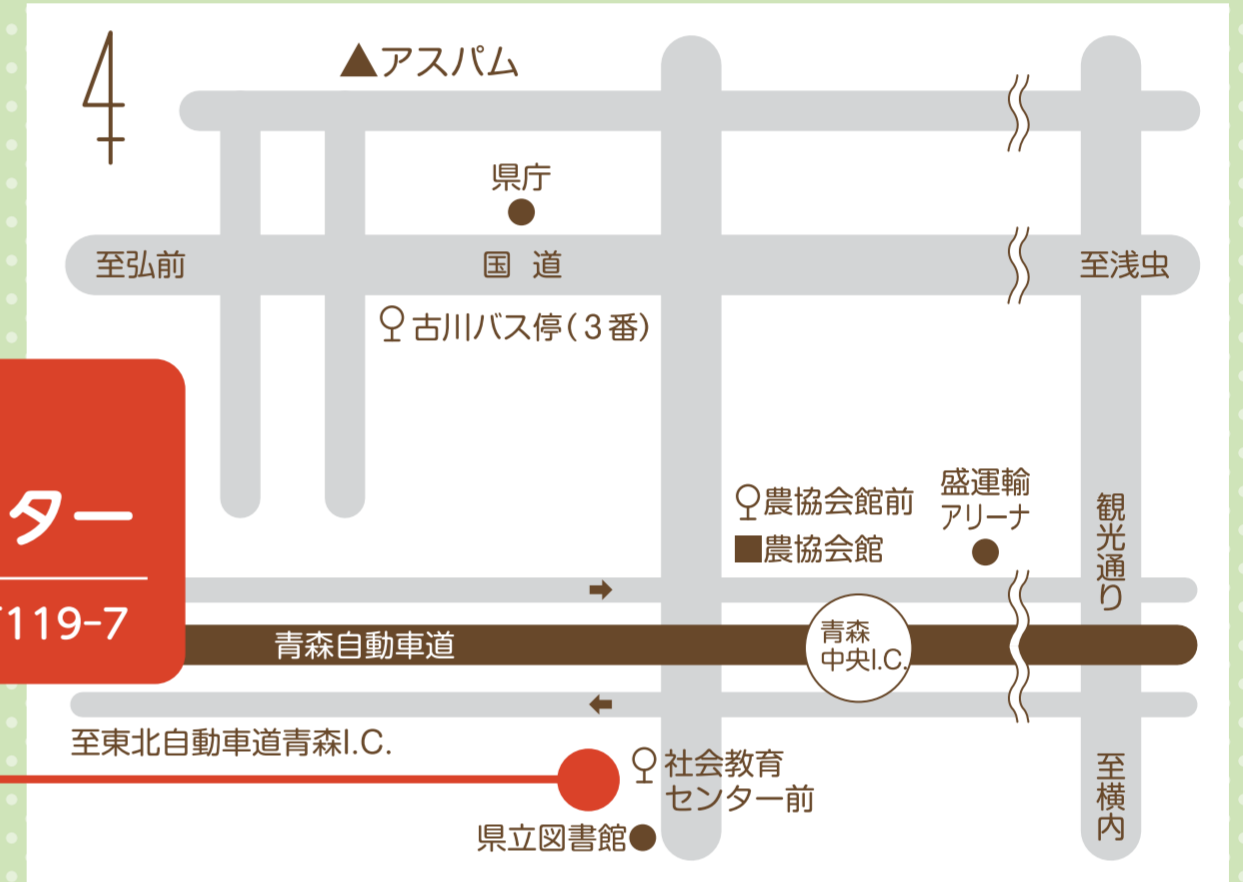 ▲アスパム
県庁
至弘前
国道
至浅虫
古川バス停(3番)
ター
119-7
農協会館前
■農協会館
盛運輸
アリーナ
観光通り
青森自動車道
青森
中央I.C.
至東北自動車道青森I.C.
社会教育
センター前
県立図書館
至横内